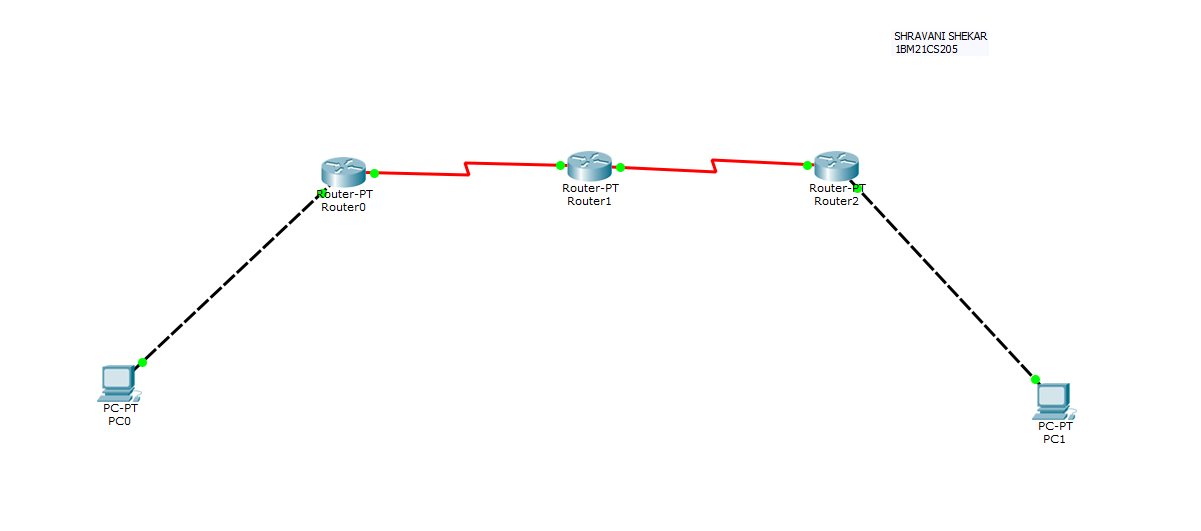 SHRAVANI SHEKAR
1BM21CS205
Router-PT
Router0
Router-PT
Router1
Router-PT
Router2
PC-PT
PC0
PC-PT
PC1